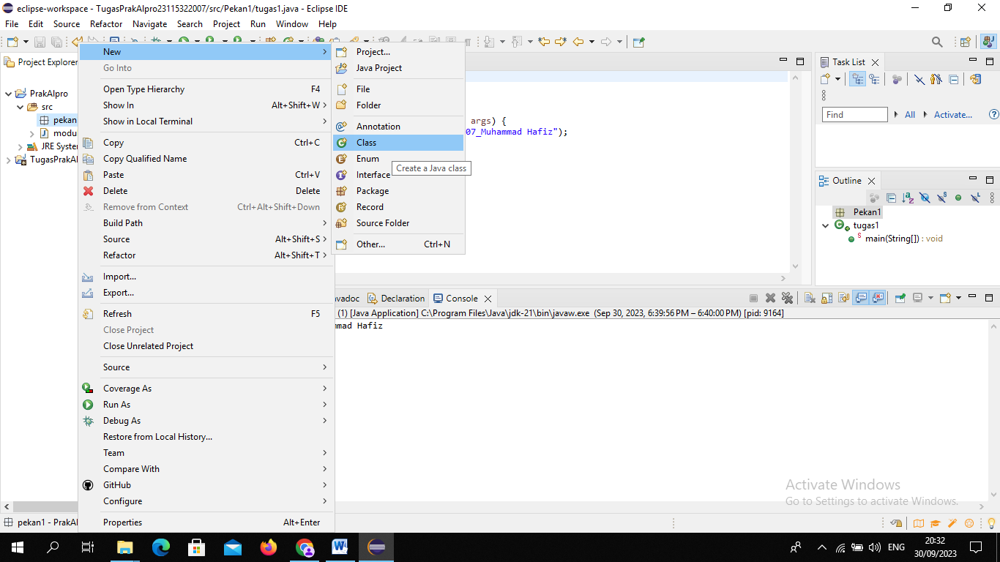 eclipse-workspace - TugasPrakAlpro23115322007/src/Pekan1/tugas1.java - Eclipse IDE
File Edit Source Refactor Navigate Search Project Run Window Help
Project Explorer
PrakAlpro
src
pekan
modu
JRE System
TugasPrakAl
New
Go Into
Open Type Hierarchy F4
Show In Alt+Shift+W
Show in Local Terminal
Copy Ctrl+C
Copy Qualified Name
Paste Ctrl+V
Delete Delete
Remove from Context Ctrl+Alt+Shift+Down
Build Path
Source Alt+Shift+S
Refactor Alt+Shift+T
Import...
Export...
Refresh F5
Close Project
Close Unrelated Project
Source
Coverage As
Run As
Debug As
Restore from Local History...
Team
Compare With
GitHub
Configure
Properties Alt+Enter
Project...
Java Project
File
Folder
Annotation
Class
Enum
Interface
Package
Record
Source Folder
Other... Ctrl+N
Create a Java class
args) {
07_Muhammad Hafiz");
Task List
Find All Activate...
Outline
Pekan1
tugas1
main(String[]) : void
avadoc Declaration Console
(1) [Java Application] C:\Program Files\Java\jdk-21\bin\javaw.exe (Sep 30, 2023, 6:39:56 PM – 6:40:00 PM) [pid: 9164]
mmad Hafiz
Activate Windows
Go to Settings to activate Windows.
pekan1 - PrakAl
ENG
20:32
30/09/2023